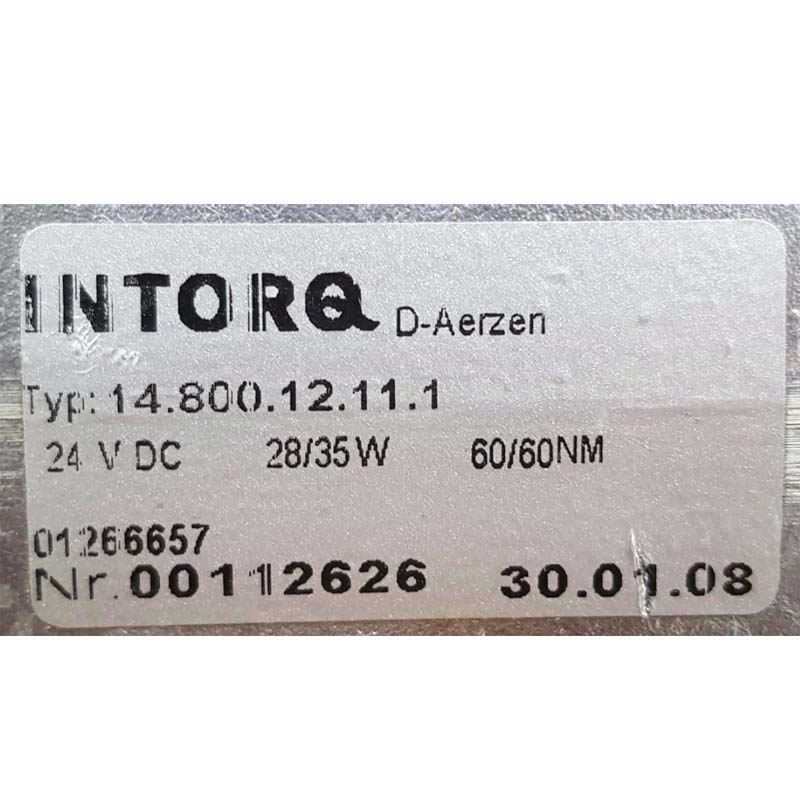 INTORQ D-Aerzen
Typ: 14.800.12.11.1
24 V DC 28/35W 60/60NM
01266657
Nr. 00112626 30.01.08